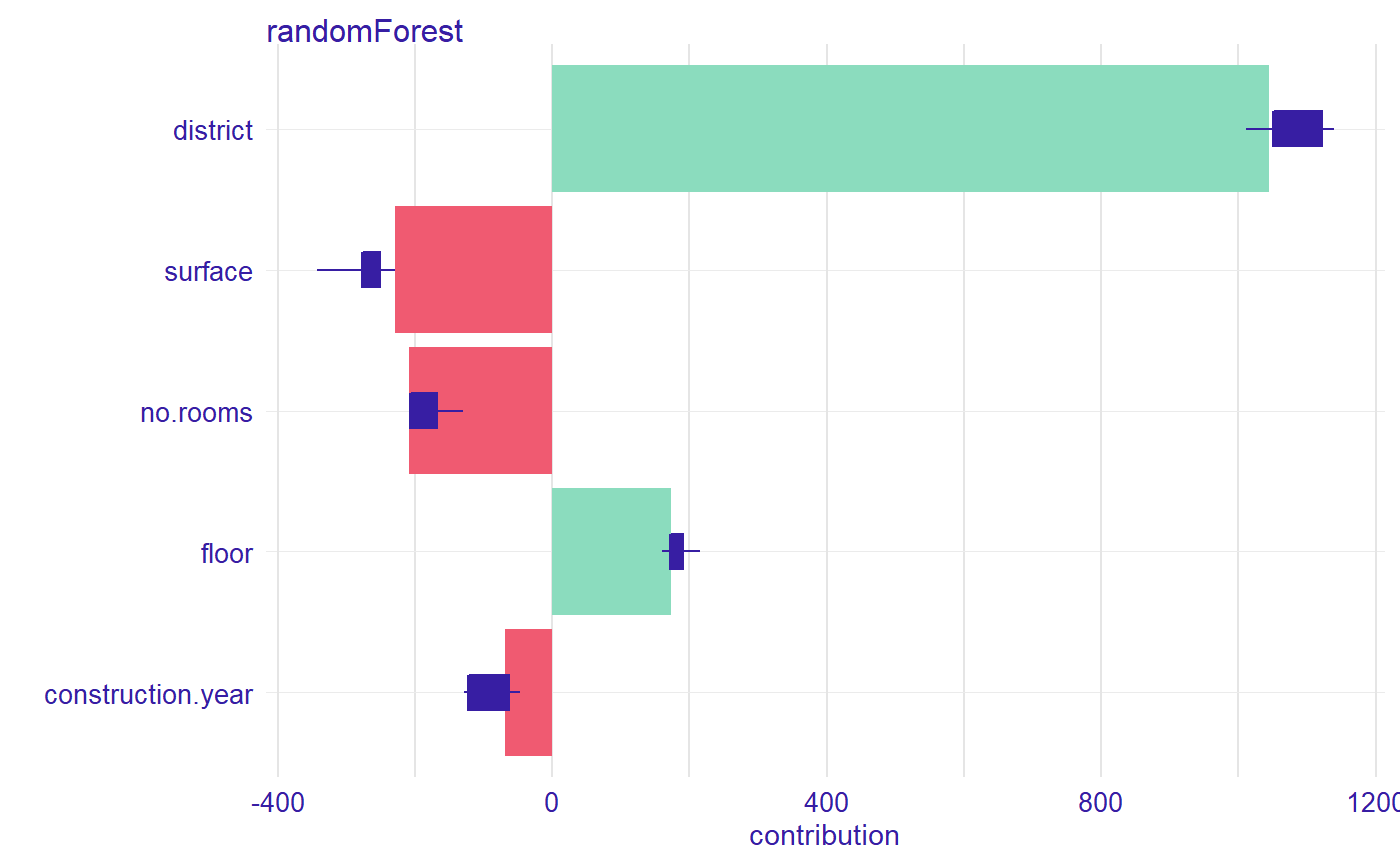 randomForest
district
surface
no.rooms
floor
construction.year
-400 0 400 800 1200
contribution